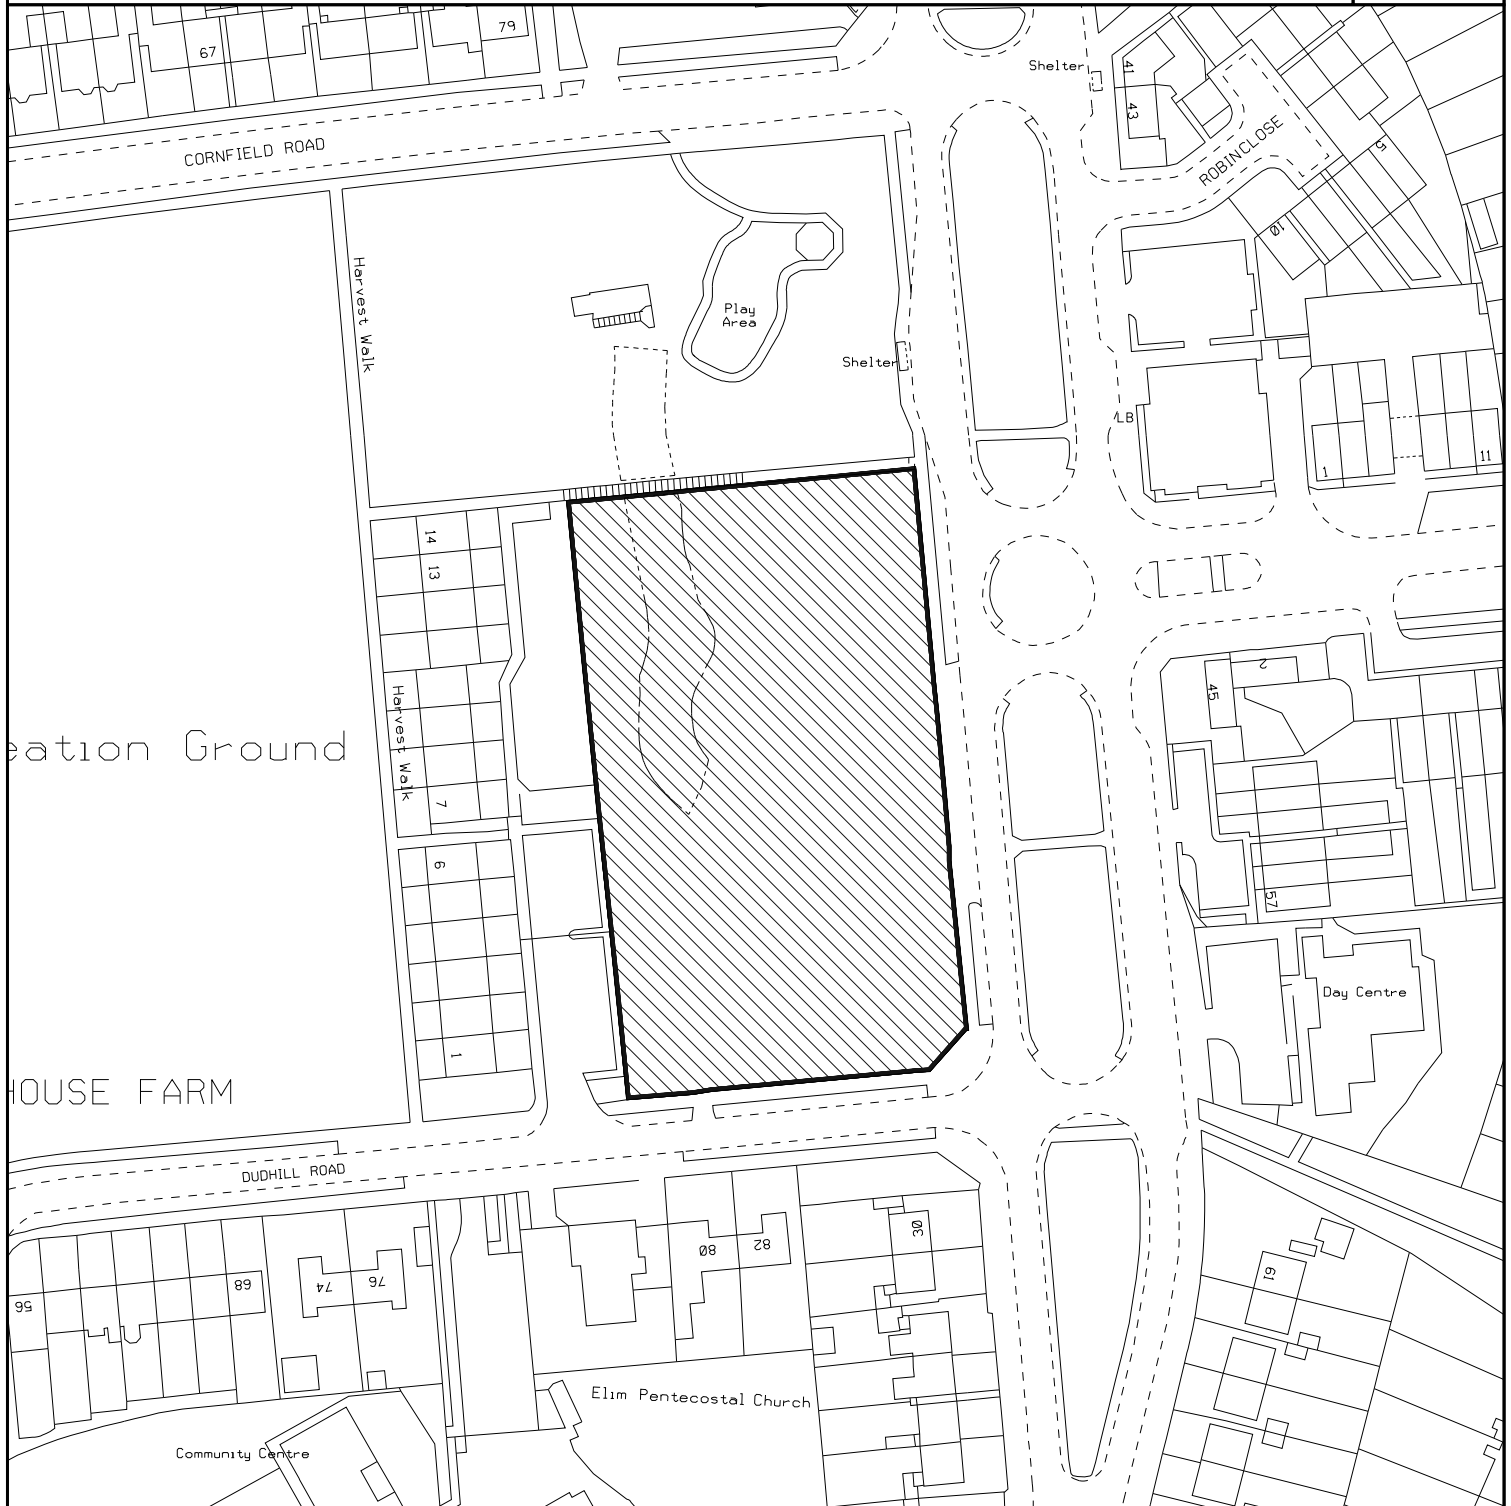 79
67
Shelter
41
43
CORNFIELD ROAD
ROBINCLOSE
5
10
Harvest Walk
Play
Area
Shelter
LB
1
11
14
13
2
45
Harvest Walk
eation Ground
7
6
57
Day Centre
1
HOUSE FARM
DUDHILL ROAD
30
80
82
61
56
68
74
76
Elim Pentecostal Church
Community Centre